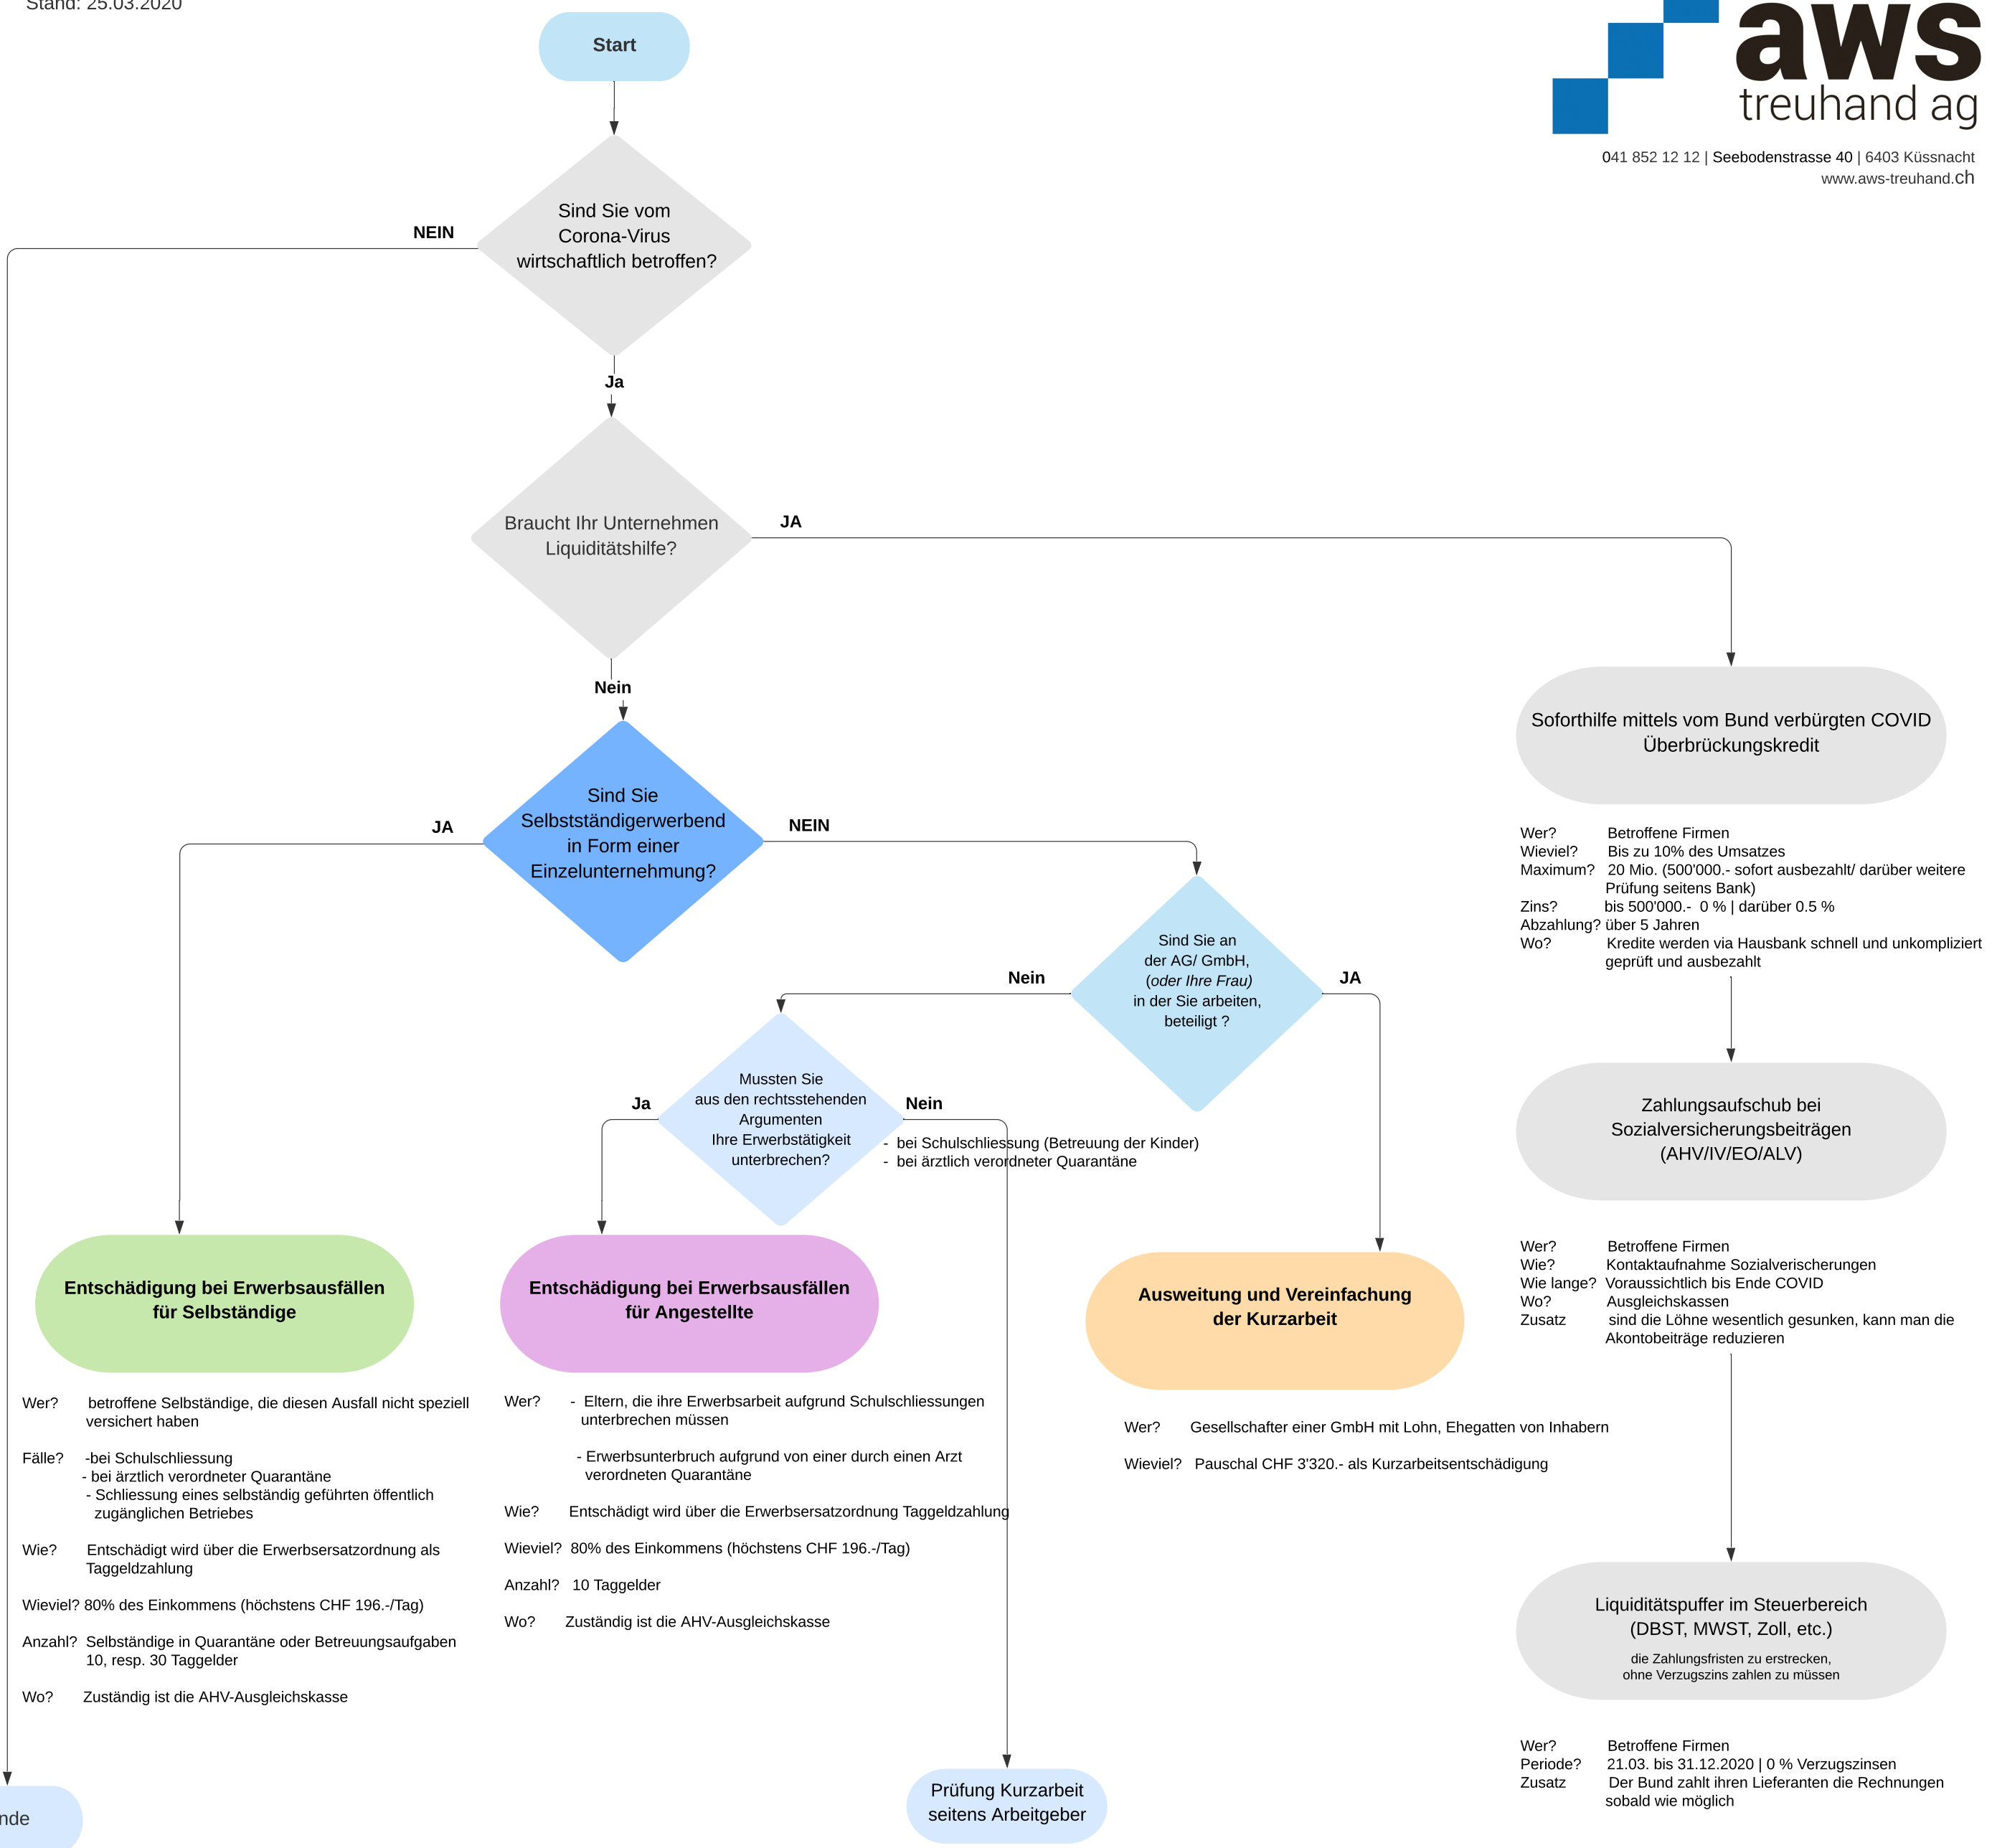 Stand: 25.03.2020
aws
treuhand ag
041 852 12 12 | Seebodenstrasse 40 | 6403 Küssnacht
www.aws-treuhand.ch
Start
Sind Sie vom
Corona-Virus
wirtschaftlich betroffen?
NEIN
Ja
Braucht Ihr Unternehmen
Liquiditätshilfe?
JA
Nein
Sind Sie
Selbstständigerwerbend
in Form einer
Einzelunternehmung?
JA
NEIN
Sind Sie an
der AG/ GmbH,
(oder Ihre Frau)
in der Sie arbeiten,
beteiligt ?
Nein
JA
Mussten Sie
aus den rechtsstehenden
Argumenten
Ihre Erwerbstätigkeit
unterbrechen?
Ja
Nein
- bei Schulschliessung (Betreuung der Kinder)
- bei ärztlich verordneter Quarantäne
Entschädigung bei Erwerbsausfällen
für Selbständige
Wer? betroffene Selbständige, die diesen Ausfall nicht speziell
versichert haben
Fälle? -bei Schulschliessung
- bei ärztlich verordneter Quarantäne
- Schliessung eines selbständig geführten öffentlich
zugänglichen Betriebes
Wie? Entschädigt wird über die Erwerbsersatzordnung als
Taggeldzahlung
Wieviel? 80% des Einkommens (höchstens CHF 196.-/Tag)
Anzahl? Selbständige in Quarantäne oder Betreuungsaufgaben
10, resp. 30 Taggelder
Wo? Zuständig ist die AHV-Ausgleichskasse
Entschädigung bei Erwerbsausfällen
für Angestellte
Wer? - Eltern, die ihre Erwerbsarbeit aufgrund Schulschliessungen
unterbrechen müssen
- Erwerbsunterbruch aufgrund von einer durch einen Arzt
verordneten Quarantäne
Wie? Entschädigt wird über die Erwerbsersatzordnung Taggeldzahlung
Wieviel? 80% des Einkommens (höchstens CHF 196.-/Tag)
Anzahl? 10 Taggelder
Wo? Zuständig ist die AHV-Ausgleichskasse
Ausweitung und Vereinfachung
der Kurzarbeit
Wer? Gesellschafter einer GmbH mit Lohn, Ehegatten von Inhabern
Wieviel? Pauschal CHF 3'320.- als Kurzarbeitsentschädigung
Prüfung Kurzarbeit
seitens Arbeitgeber
nde
Soforthilfe mittels vom Bund verbürgten COVID
Überbrückungskredit
Wer? Betroffene Firmen
Wieviel? Bis zu 10% des Umsatzes
Maximum? 20 Mio. (500'000.- sofort ausbezahlt/ darüber weitere
Prüfung seitens Bank)
Zins? bis 500'000.- 0 % | darüber 0.5 %
Abzahlung? über 5 Jahren
Wo? Kredite werden via Hausbank schnell und unkompliziert
geprüft und ausbezahlt
Zahlungsaufschub bei
Sozialversicherungsbeiträgen
(AHV/IV/EO/ALV)
Wer? Betroffene Firmen
Wie? Kontaktaufnahme Sozialverischerungen
Wie lange? Voraussichtlich bis Ende COVID
Wo? Ausgleichskassen
Zusatz sind die Löhne wesentlich gesunken, kann man die
Akontobeiträge reduzieren
Liquiditätspuffer im Steuerbereich
(DBST, MWST, Zoll, etc.)
die Zahlungsfristen zu erstrecken,
ohne Verzugszins zahlen zu müssen
Wer? Betroffene Firmen
Periode? 21.03. bis 31.12.2020 | 0 % Verzugszinsen
Zusatz Der Bund zahlt ihren Lieferanten die Rechnungen
sobald wie möglich